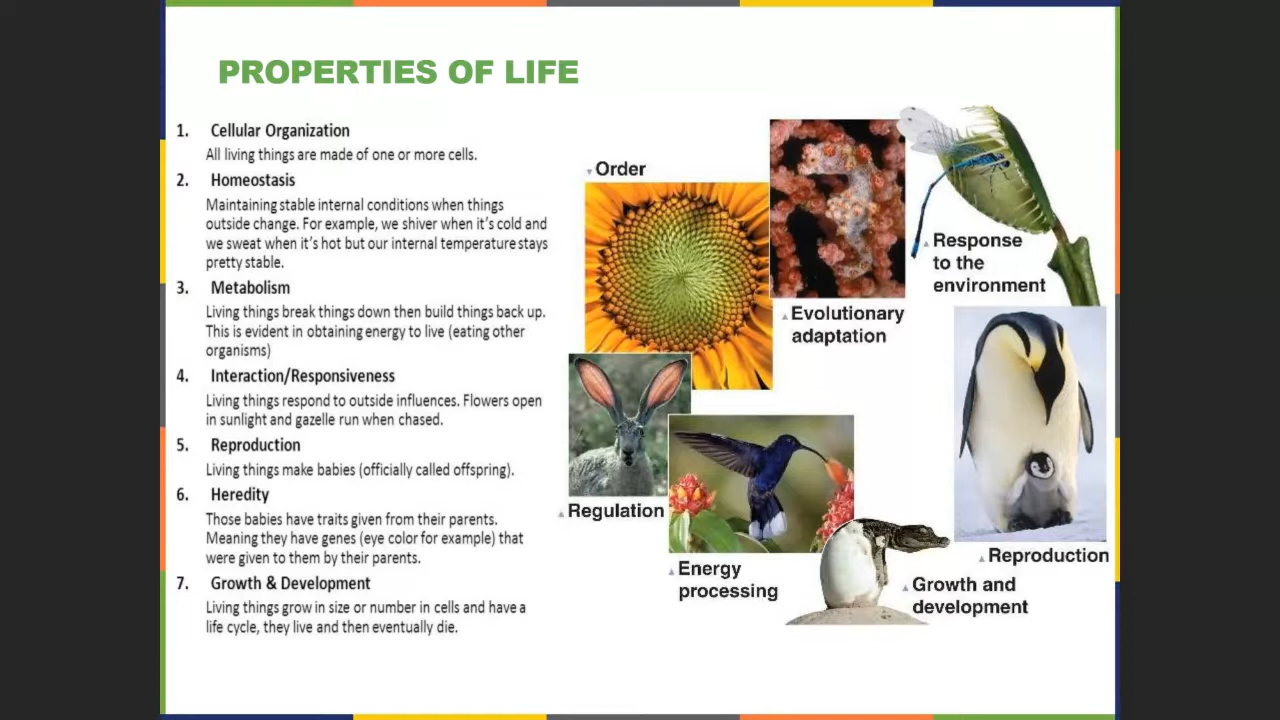 PROPERTIES OF LIFE
1. Cellular Organization
All living things are made of one or more cells.
2. Homeostasis
Maintaining stable internal conditions when things
outside change. For example, we shiver when it's cold and
we sweat when it's hot but our internal temperature stays
pretty stable.
3. Metabolism
Living things break things down then build things back up.
This is evident in obtaining energy to live (eating other
organisms)
4. Interaction/Responsiveness
Living things respond to outside influences. Flowers open
in sunlight and gazelle run when chased.
5. Reproduction
Living things make babies (officially called offspring).
6. Heredity
Those babies have traits given from their parents.
Meaning they have genes (eye color for example) that
were given to them by their parents.
7. Growth & Development
Living things grow in size or number in cells and have a
life cycle, they live and then eventually die.
Order
Evolutionary
adaptation
Response
to the
environment
Regulation
Energy
processing
Growth and
development
Reproduction